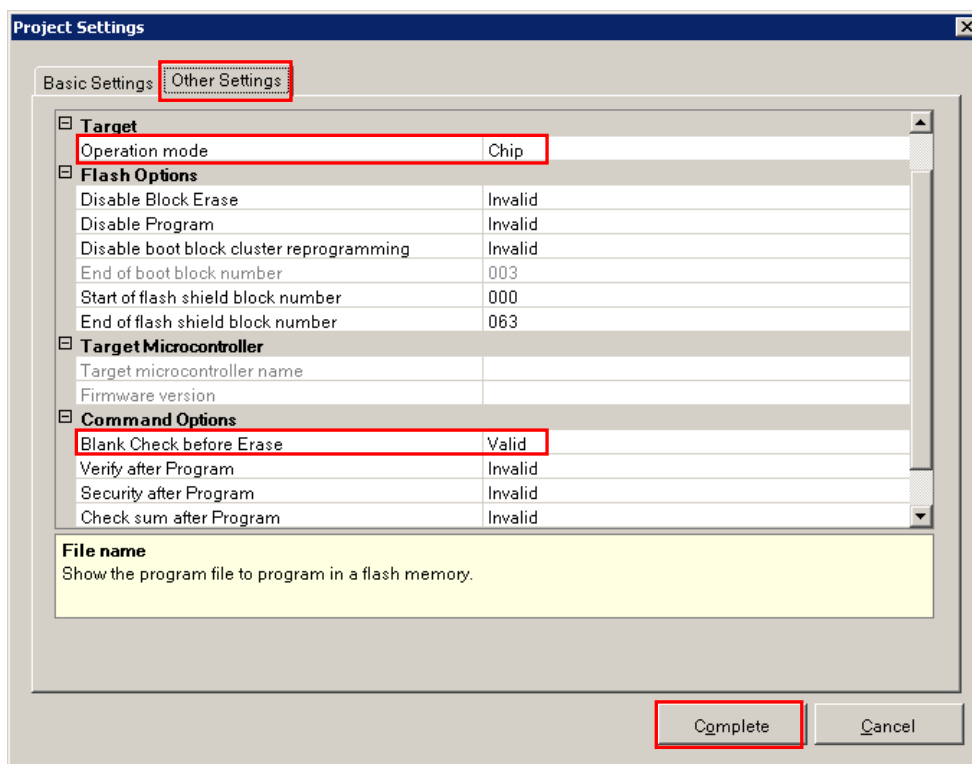 Project Settings
Basic Settings Other Settings
Target
Operation mode Chip
Flash Options
Disable Block Erase Invalid
Disable Program Invalid
Disable boot block cluster reprogramming Invalid
End of boot block number 003
Start of flash shield block number 000
End of flash shield block number 063
Target Microcontroller
Target microcontroller name
Firmware version
Command Options
Blank Check before Erase Valid
Verify after Program Invalid
Security after Program Invalid
Check sum after Program Invalid
File name
Show the program file to program in a flash memory.
Complete Cancel